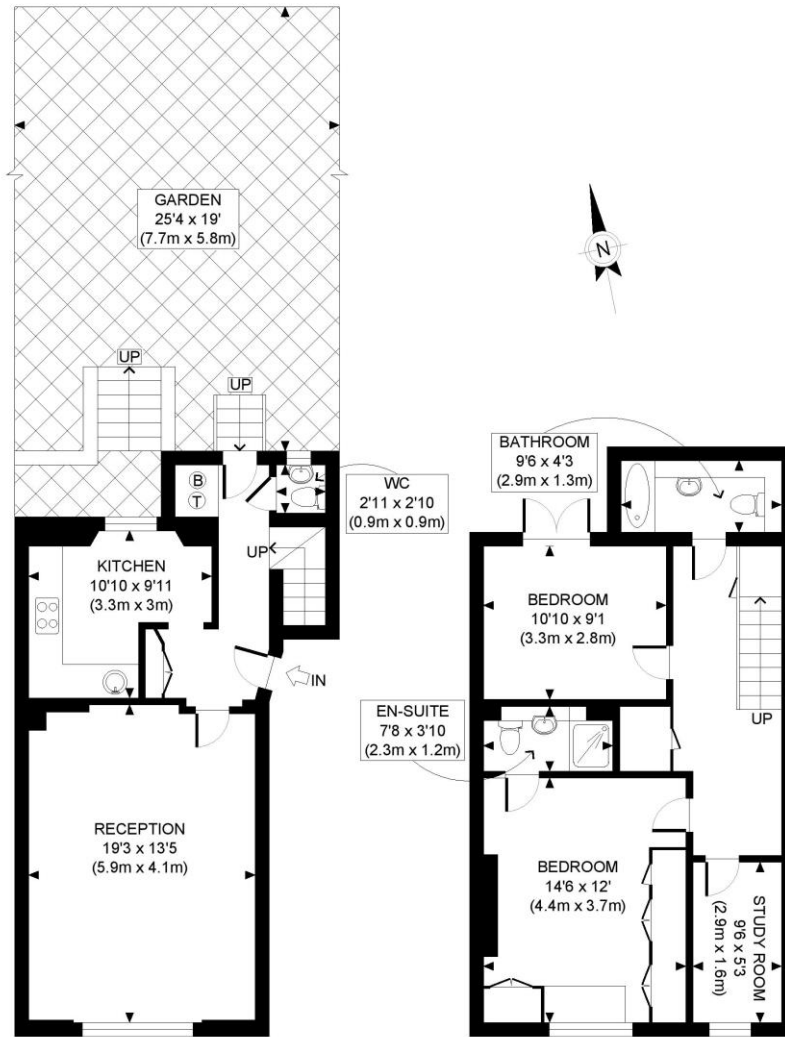 GARDEN
25'4 x 19'
(7.7m x 5.8m)
UP
UP
B
T
WC
2'11 x 2'10
(0.9m x 0.9m)
UP
KITCHEN
10'10 x 9'11
(3.3m x 3m)
IN
RECEPTION
19'3 x 13'5
(5.9m x 4.1m)
N
BATHROOM
9'6 x 4'3
(2.9m x 1.3m)
BEDROOM
10'10 x 9'1
(3.3m x 2.8m)
UP
EN-SUITE
7'8 x 3'10
(2.3m x 1.2m)
BEDROOM
14'6 x 12'
(4.4m x 3.7m)
STUDY ROOM
9'6 x 5'3
(2.9m x 1.6m)